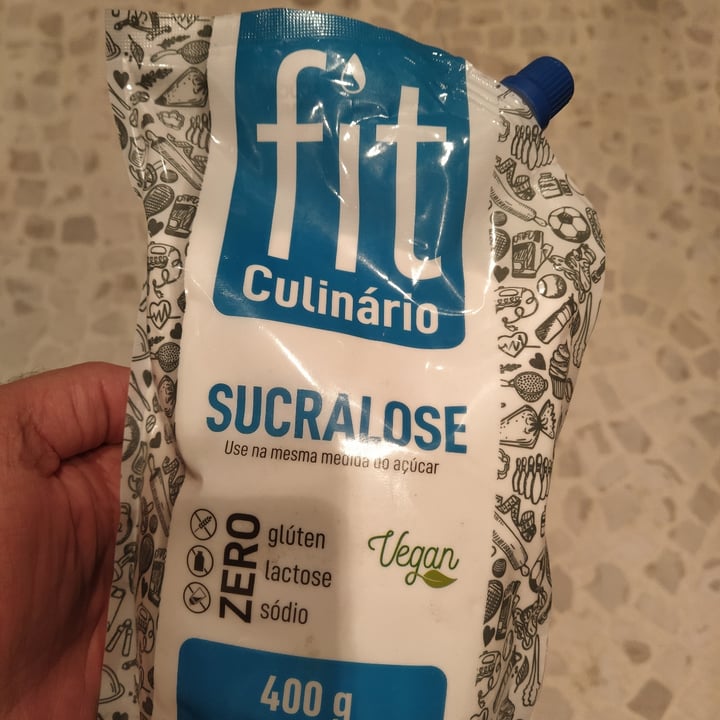 fit
Culinário
SUCRALOSE
Use na mesma medida do açúcar
ZERO
glúten
lactose
sódio
Vegan
400 g